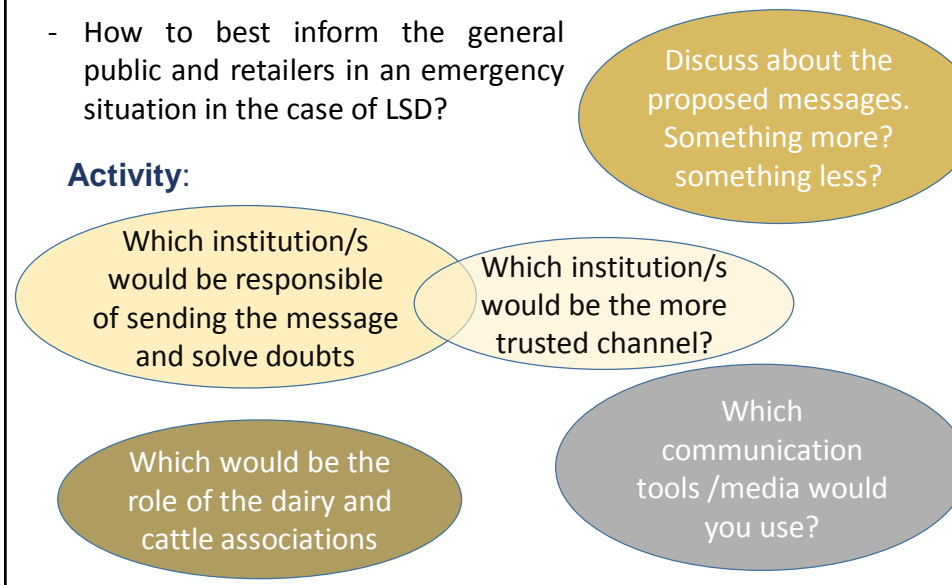 - How to best inform the general
public and retailers in an emergency
situation in the case of LSD?
Discuss about the
proposed messages.
Something more?
something less?
Activity:
Which institution/s
would be responsible
of sending the message
and solve doubts
Which institution/s
would be the more
trusted channel?
Which would be the
role of the dairy and
cattle associations
Which
communication
tools /media would
you use?